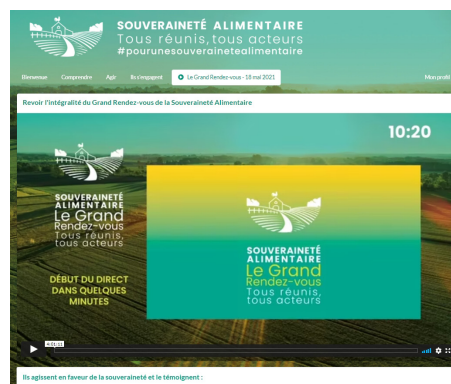 SOUVERAINETÉ ALIMENTAIRE
Tous réunis, tous acteurs
#pourunesouverainetealimentaire
Bienvenue Comprendre Agir Ils s'engagent Le Grand Rendez-vous - 18 mai 2021 Mon profil
Revoir l'intégralité du Grand Rendez-vous de la Souveraineté Alimentaire
10:20
SOUVERAINETÉ
ALIMENTAIRE
Le Grand
Rendez-vous
Tous réunis,
tous acteurs
DÉBUT DU DIRECT
DANS QUELQUES
MINUTES
SOUVERAINETÉ
ALIMENTAIRE
Le Grand
Rendez-vous
Tous réunis,
tous acteurs
4:01:11
Ils agissent en faveur de la souveraineté et le témoignent :